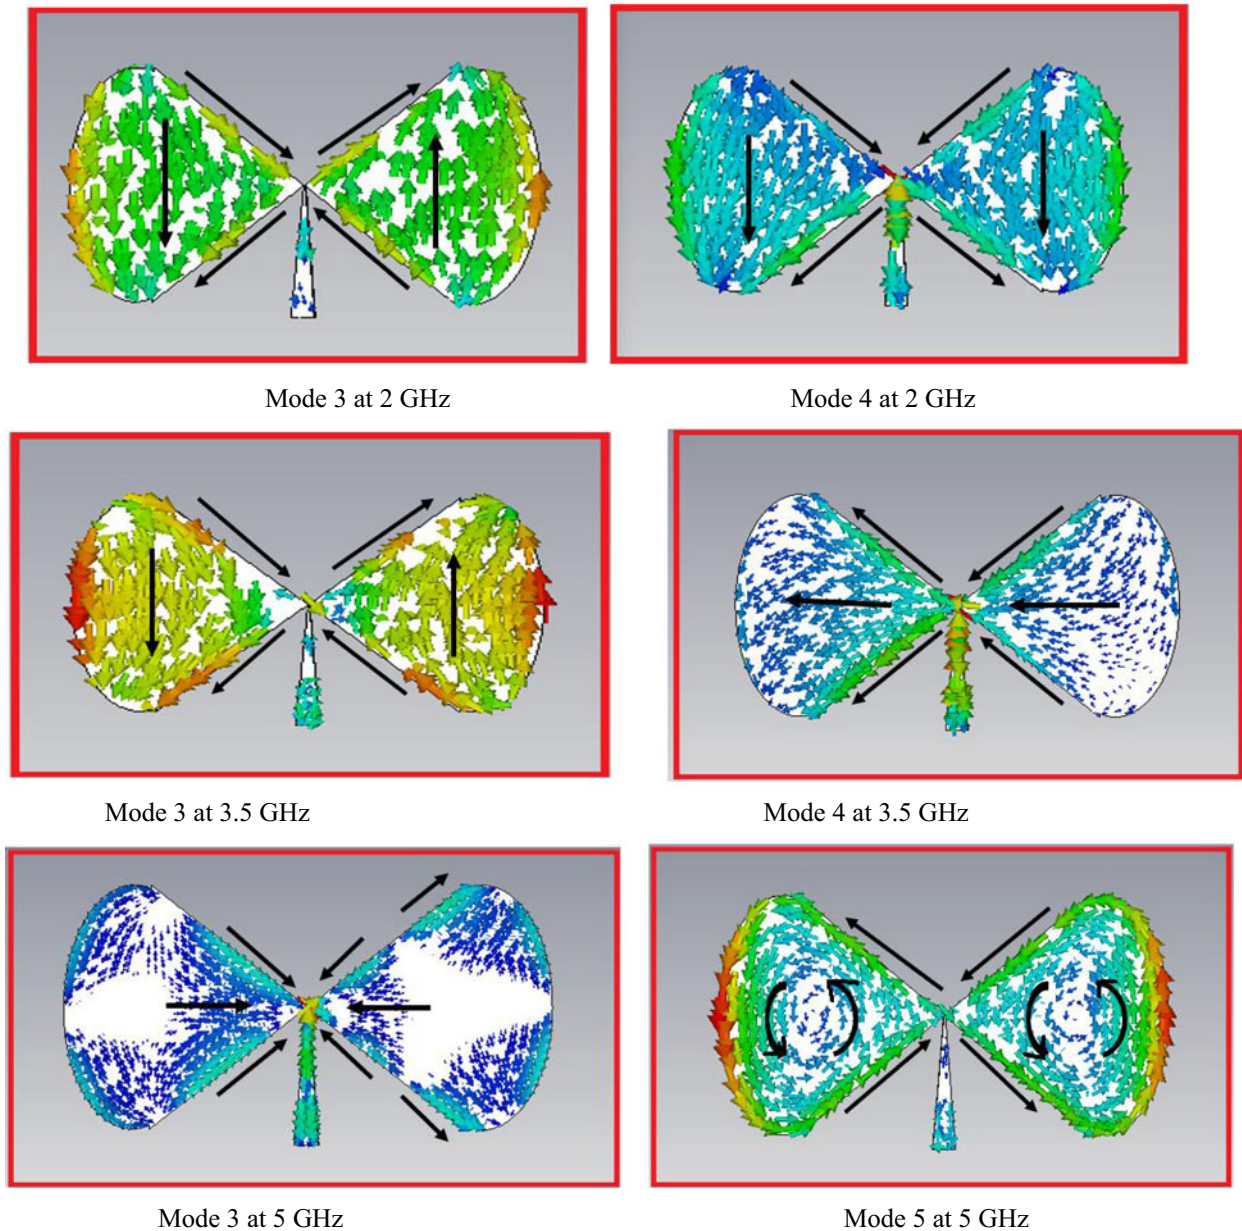 Mode 3 at 2 GHz
Mode 4 at 2 GHz
Mode 3 at 3.5 GHz
Mode 4 at 3.5 GHz
Mode 3 at 5 GHz
Mode 5 at 5 GHz